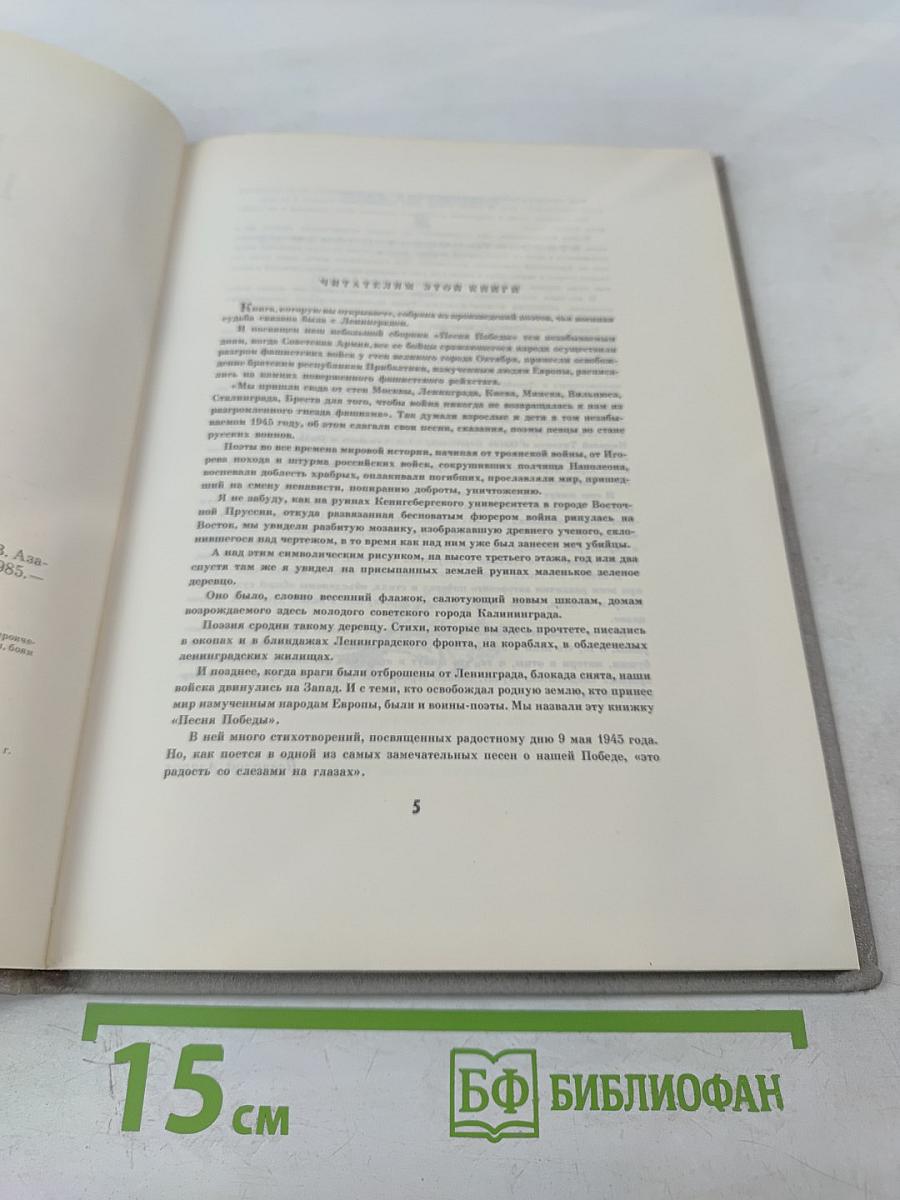 В. Аза-
985.—
героиче-
, боям
г.
ЧИТАТЕЛЯМ ЭТОЙ КНИГИ
Книга, которую вы открываете, собрана из произведений поэтов, чья военная
судьба связана была с Ленинградом.
И посвящен наш небольшой сборник «Песня Победы» тем незабываемым
дням, когда Советская Армия, все ее бойцы сражающегося народа осуществили
разгром фашистских войск у стен великого города Октября, принесли освобож-
дение братским республикам Прибалтики, измученным людям Европы, расписа-
лись на камнях поверженного фашистского рейхстага.
«Мы пришли сюда от стен Москвы, Ленинграда, Киева, Минска, Вильнюса,
Сталинграда, Бреста для того, чтобы война никогда не возвращалась к нам из
разгромленного гнезда фашизма». Так думали взрослые и дети в том незабы-
ваемом 1945 году, об этом слагали свои песни, сказания, поэмы певцы во стане
русских воинов.
Поэты во все времена мировой истории, начиная от троянской войны, от Иго-
рева похода и штурма российских войск, сокрушивших полчища Наполеона,
воспевали доблесть храбрых, оплакивали погибших, прославляли мир, пришед-
ший на смену ненависти, попиранию доброты, уничтожению.
Я не забуду, как на руинах Кенигсбергского университета в городе Восточ-
ной Пруссии, откуда развязанная бесноватым фюрером война ринулась на
Восток, мы увидели разбитую мозаику, изображавшую древнего ученого, скло-
нившегося над чертежом, в то время как над ним уже был занесен меч убийцы.
А над этим символическим рисунком, на высоте третьего этажа, год или два
спустя там же я увидел на присыпанных землей руинах маленькое зеленое
деревцо.
Оно было, словно весенний флажок, салютующий новым школам, домам
возрождаемого здесь молодого советского города Калининграда.
Поэзия сродни такому деревцу. Стихи, которые вы здесь прочтете, писались
в окопах и в блиндажах Ленинградского фронта, на кораблях, в обледенелых
ленинградских жилищах.
И позднее, когда враги были отброшены от Ленинграда, блокада снята, наши
войска двинулись на Запад. И с теми, кто освобождал родную землю, кто принес
мир измученным народам Европы, были и воины-поэты. Мы назвали эту книжку
«Песня Победы».
В ней много стихотворений, посвященных радостному дню 9 мая 1945 года.
Но, как поется в одной из самых замечательных песен о нашей Победе, «это
радость со слезами на глазах».
5
15 см
БФ БИБЛИОФАН